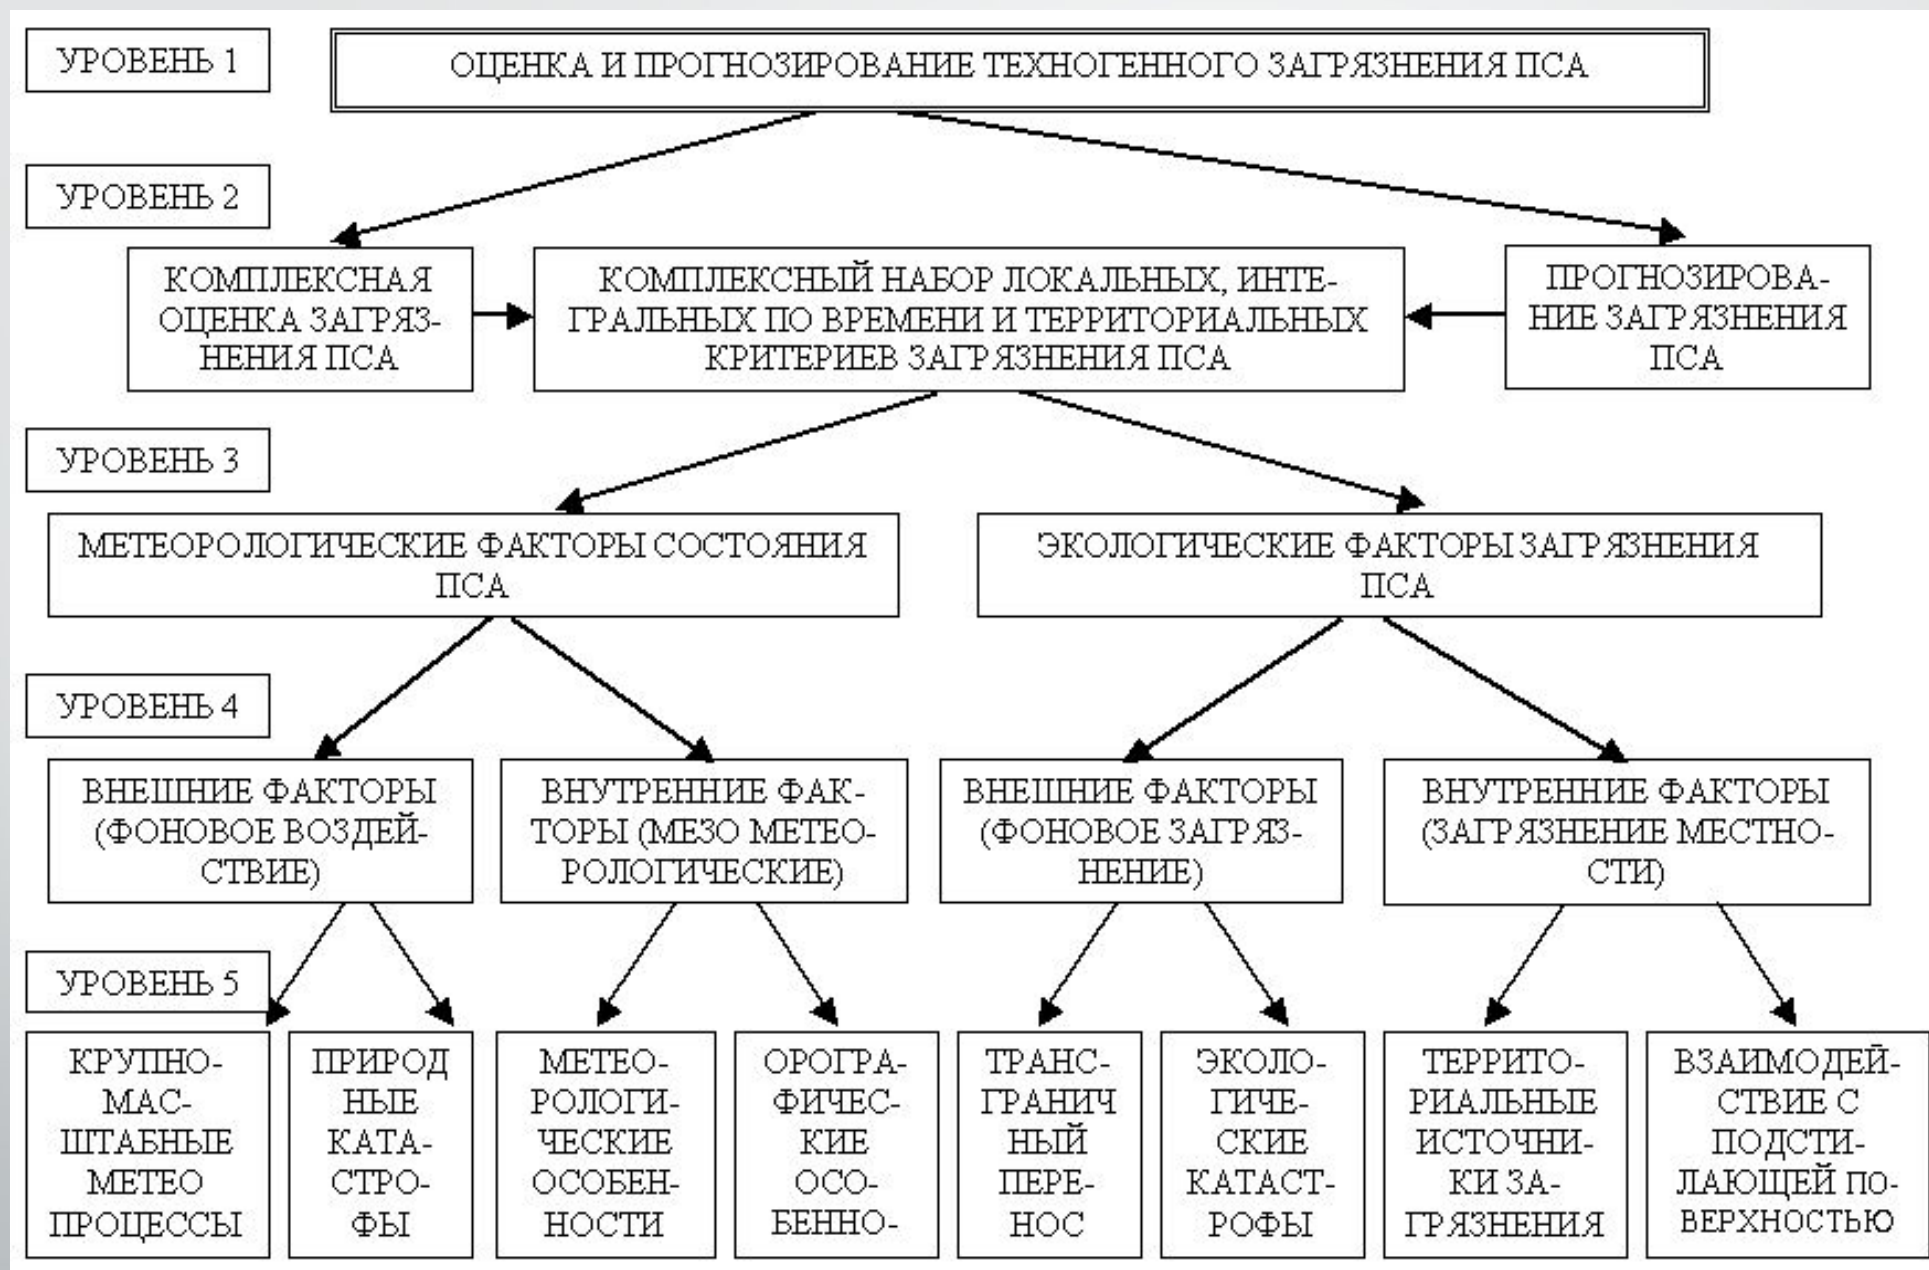 УРОВЕНЬ 1
ОЦЕНКА И ПРОГНОЗИРОВАНИЕ ТЕХНОГЕННОГО ЗАГРЯЗНЕНИЯ ПСА
УРОВЕНЬ 2
КОМПЛЕКСНАЯ
ОЦЕНКА ЗАГРЯЗ-
НЕНИЯ ПСА
КОМПЛЕКСНЫЙ НАБОР ЛОКАЛЬНЫХ, ИНТЕ-
ГРАЛЬНЫХ ПО ВРЕМЕНИ И ТЕРРИТОРИАЛЬНЫХ
КРИТЕРИЕВ ЗАГРЯЗНЕНИЯ ПСА
ПРОГНОЗИРОВА-
НИЕ ЗАГРЯЗНЕНИЯ
ПСА
УРОВЕНЬ 3
МЕТЕОРОЛОГИЧЕСКИЕ ФАКТОРЫ СОСТОЯНИЯ
ПСА
ЭКОЛОГИЧЕСКИЕ ФАКТОРЫ ЗАГРЯЗНЕНИЯ
ПСА
УРОВЕНЬ 4
ВНЕШНИЕ ФАКТОРЫ
(ФОНОВОЕ ВОЗДЕЙ-
СТВИЕ)
ВНУТРЕННИЕ ФАК-
ТОРЫ (МЕЗО МЕТЕО-
РОЛОГИЧЕСКИЕ)
ВНЕШНИЕ ФАКТОРЫ
(ФОНОВОЕ ЗАГРЯЗ-
НЕНИЕ)
ВНУТРЕННИЕ ФАКТОРЫ
(ЗАГРЯЗНЕНИЕ МЕСТНО-
СТИ)
УРОВЕНЬ 5
КРУПНО-
МАС-
ШТАБНЫЕ
МЕТЕО
ПРОЦЕССЫ
ПРИРОД
НЫЕ
КАТА-
СТРО-
ФЫ
МЕТЕО-
РОЛОГИ-
ЧЕСКИЕ
ОСОБЕН-
НОСТИ
ОРОГРА-
ФИЧЕС-
КИЕ
ОСО-
БЕННО-
ТРАНС-
ГРАНИЧ
НЫЙ
ПЕРЕ-
НОС
ЭКОЛО-
ГИЧЕ-
СКИЕ
КАТАСТ-
РОФЫ
ТЕРРИТО-
РИАЛЬНЫЕ
ИСТОЧНИ-
КИ ЗА-
ГРЯЗНЕНИЯ
ВЗАИМОДЕЙ-
СТВИЕ С
ПОДСТИ-
ЛАЮЩЕЙ ПО-
ВЕРХНОСТЬЮ